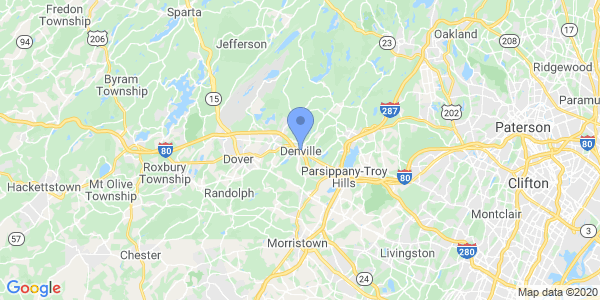 Fredon
Township
Sparta
206
Jefferson
23
Oakland
208
20
Ridgewood
Byram
Township
15
287
202
Paramu
Paterson
80
80
Denville
Dover
Roxbury
Township
Parsippany-Troy
Hills
80
Clifton
Hackettstown
Mt Olive
Township
Randolph
Montclair
57
Chester
Morristown
Livingston
280
3
24
Google
Map data ©2020